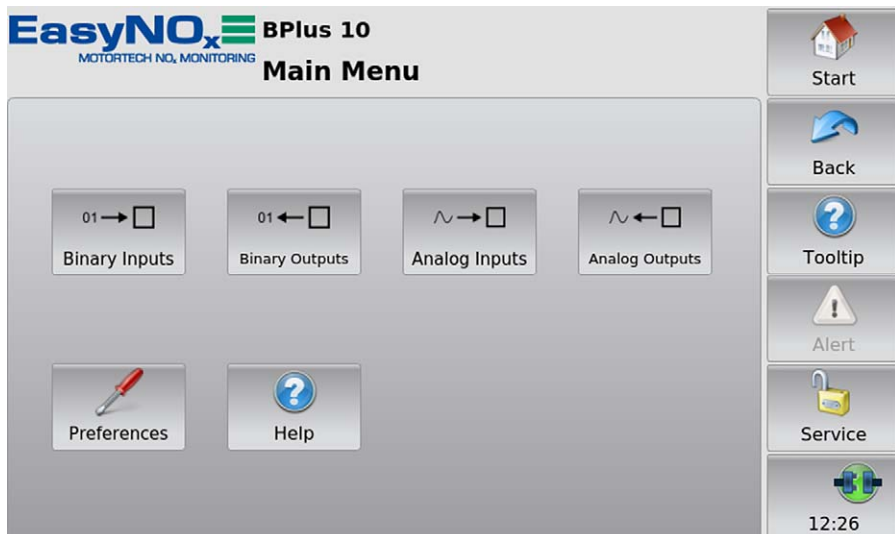 EasyNOx
MOTORTECH NOx MONITORING
BPlus 10
Main Menu
01
Binary Inputs
01
Binary Outputs
Analog Inputs
Analog Outputs
Preferences
Help
Start
Back
Tooltip
Alert
Service
12:26